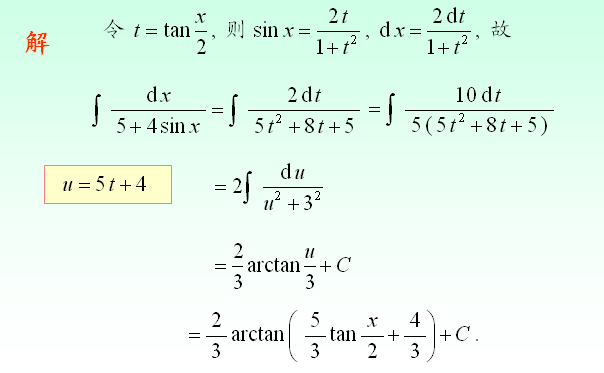 解 令 t = tan x/2, 则 sin x = 2t/(1+t²), dx = 2dt/(1+t²), 故
∫ dx/(5+4sin x) = ∫ 2dt/(5t²+8t+5) = ∫ 10dt/(5(5t²+8t+5))
u = 5t+4 = 2∫ du/(u²+3²)
= 2/3 arctan u/3 + C
= 2/3 arctan( 5/3 tan x/2 + 4/3 ) + C.